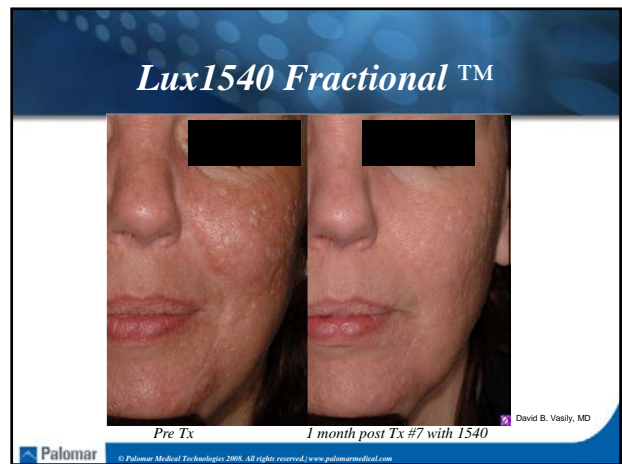 Lux1540 Fractional ™
David B. Vasily, MD
Pre Tx
1 month post Tx #7 with 1540
Palomar
© Palomar Medical Technologies 2008. All rights reserved.| www.palomarmedical.com